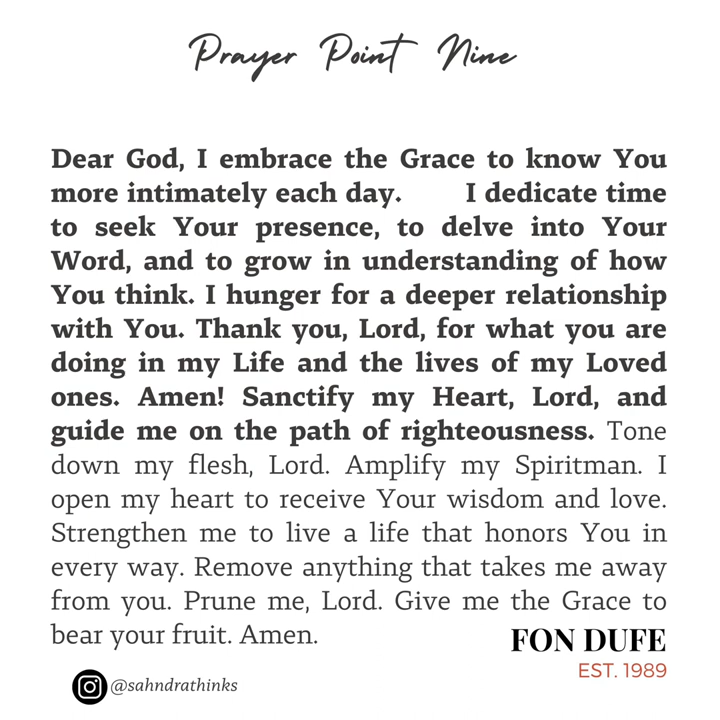 Prayer Point Nine
Dear God, I embrace the Grace to know You
more intimately each day. I dedicate time
to seek Your presence, to delve into Your
Word, and to grow in understanding of how
You think. I hunger for a deeper relationship
with You. Thank you, Lord, for what you are
doing in my Life and the lives of my Loved
ones. Amen! Sanctify my Heart, Lord, and
guide me on the path of righteousness. Tone
down my flesh, Lord. Amplify my Spiritman. I
open my heart to receive Your wisdom and love.
Strengthen me to live a life that honors You in
every way. Remove anything that takes me away
from you. Prune me, Lord. Give me the Grace to
bear your fruit. Amen.
FON DUFE
EST. 1989
@sahndrathinks